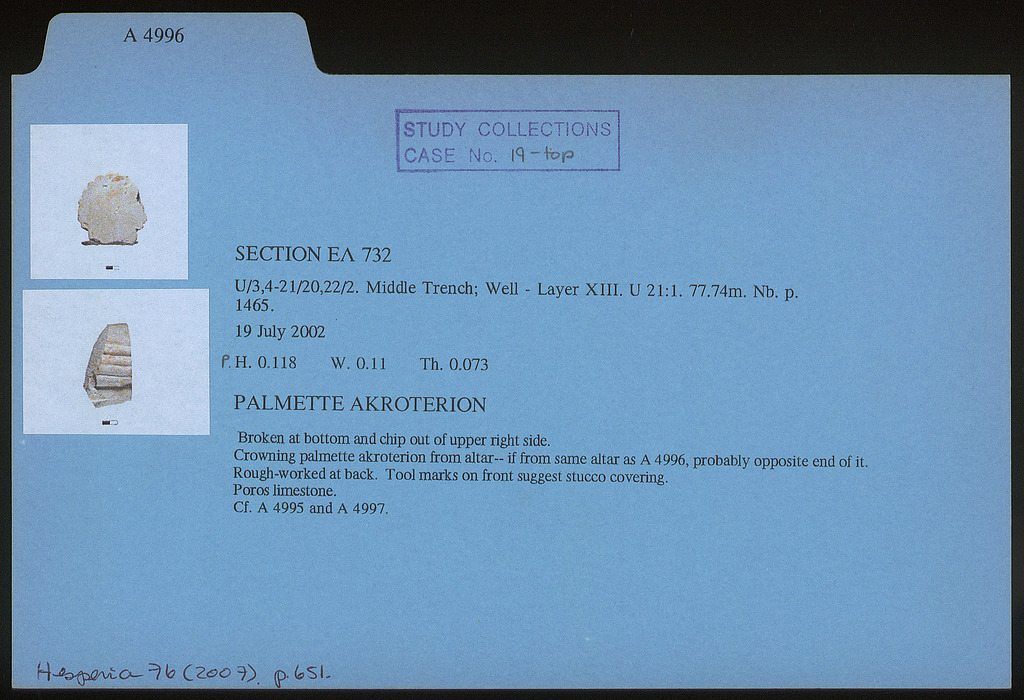 A 4996
STUDY COLLECTIONS
CASE No. 19-top
SECTION ΕΛ 732
U/3,4-21/20,22/2. Middle Trench; Well - Layer XIII. U 21:1. 77.74m. Nb. p.
1465.
19 July 2002
P. H. 0.118 W. 0.11 Th. 0.073
PALMETTE AKROTERION
Broken at bottom and chip out of upper right side.
Crowning palmette akroterion from altar-- if from same altar as A 4996, probably opposite end of it.
Rough-worked at back. Tool marks on front suggest stucco covering.
Poros limestone.
Cf. A 4995 and A 4997.
Hesperia 76 (2007). p. 651.